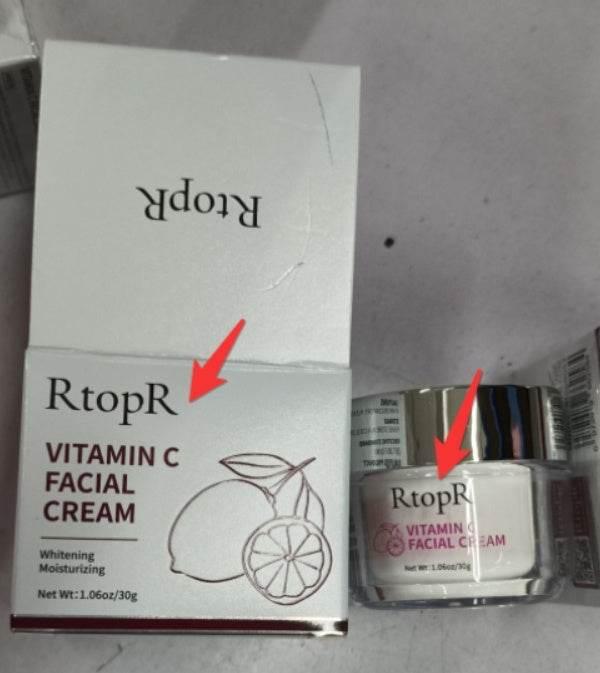 RtopR
RtopR
VITAMIN C
FACIAL
CREAM
Whitening
Moisturizing
Net Wt:1.06oz/30g
RtopR
VITAMIN C
FACIAL CREAM
Net Wt:1.06oz/30g